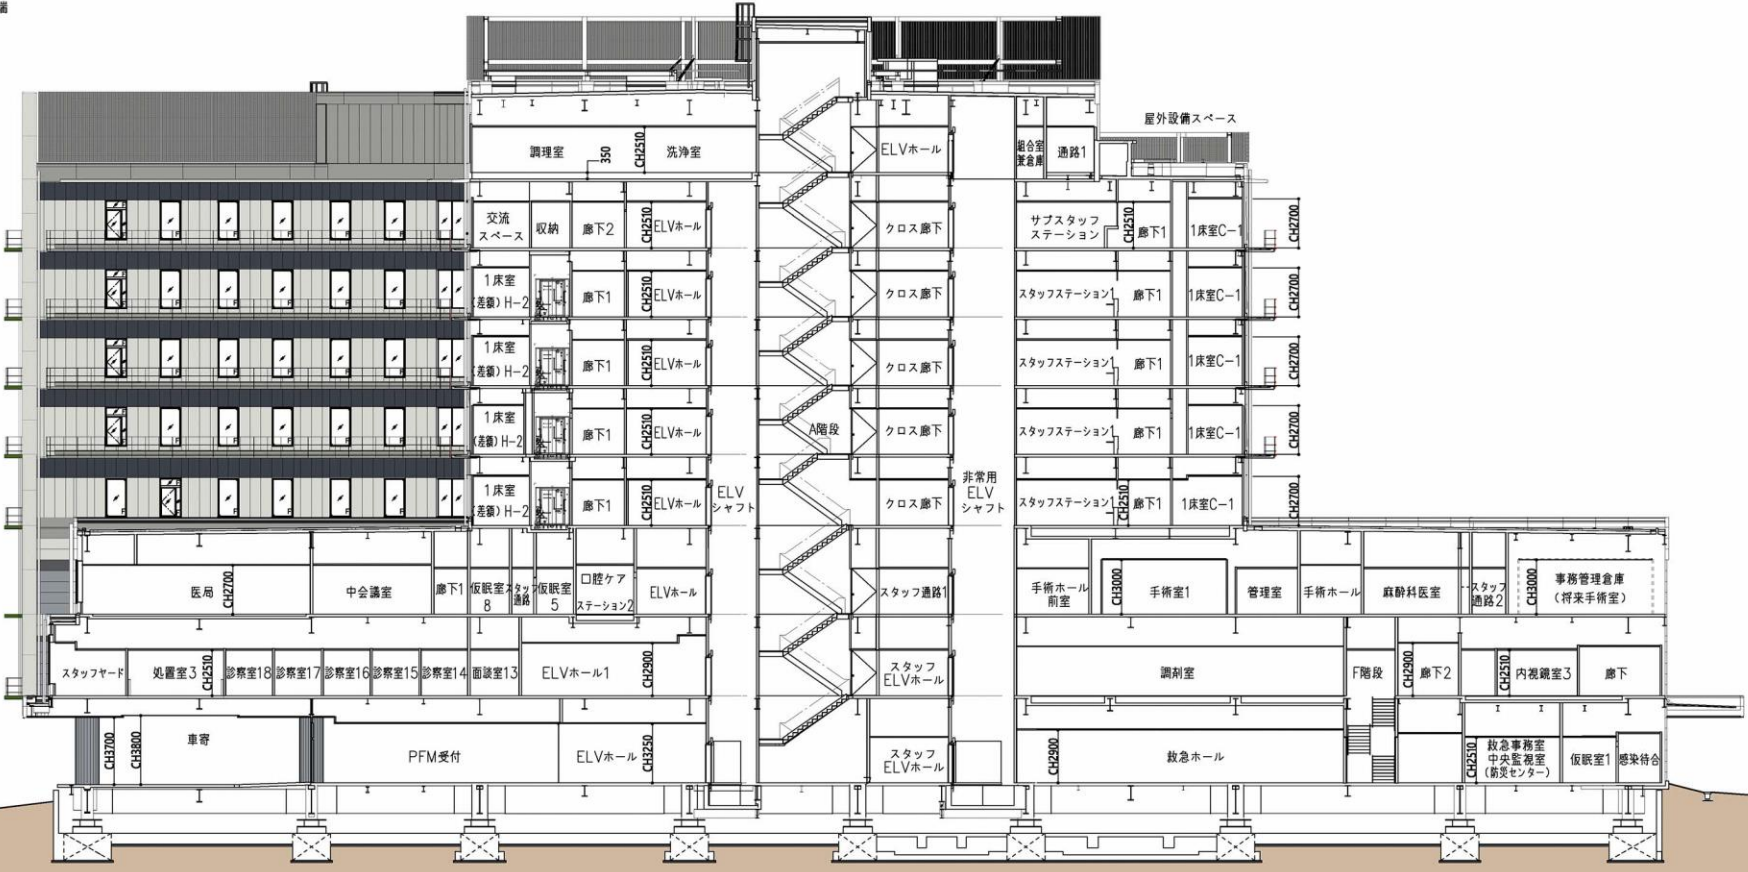 屋外設備スペース
調理室
350
CH2510
洗浄室
ELVホール
組合室
兼倉庫
通路1
交流
スペース
収納
廊下2
CH2510
ELVホール
クロス廊下
サブスタッフ
ステーション
CH2510
廊下1
1床室C-1
CH2700
1床室
(差額)H-2
廊下1
CH2510
ELVホール
クロス廊下
スタッフステーション1
廊下1
1床室C-1
CH2700
1床室
(差額)H-2
廊下1
CH2510
ELVホール
クロス廊下
スタッフステーション1
廊下1
1床室C-1
CH2700
1床室
(差額)H-2
廊下1
CH2510
ELVホール
A階段
クロス廊下
スタッフステーション1
廊下1
1床室C-1
CH2700
1床室
(差額)H-2
廊下1
CH2510
ELVホール
ELV
シャフト
クロス廊下
非常用
ELV
シャフト
スタッフステーション1
CH2510
廊下1
1床室C-1
CH2700
医局
CH2700
中会議室
廊下1
仮眠室
8
スタッフ
通路
仮眠室
5
口腔ケア
ステーション2
ELVホール
スタッフ通路1
手術ホール
前室
CH3000
手術室1
管理室
手術ホール
麻酔科医室
スタッフ
通路2
CH3000
事務管理倉庫
(将来手術室)
スタッフヤード
処置室3
CH2510
診察室18
診察室17
診察室16
診察室15
診察室14
面談室13
ELVホール1
CH2900
スタッフ
ELVホール
調剤室
F階段
CH2900
廊下2
CH2510
内視鏡室3
廊下
CH3700
CH3800
車寄
PFM受付
ELVホール
CH3250
スタッフ
ELVホール
CH2900
救急ホール
CH2510
救急事務室
中央監視室
(防災センター)
仮眠室1
感染待合